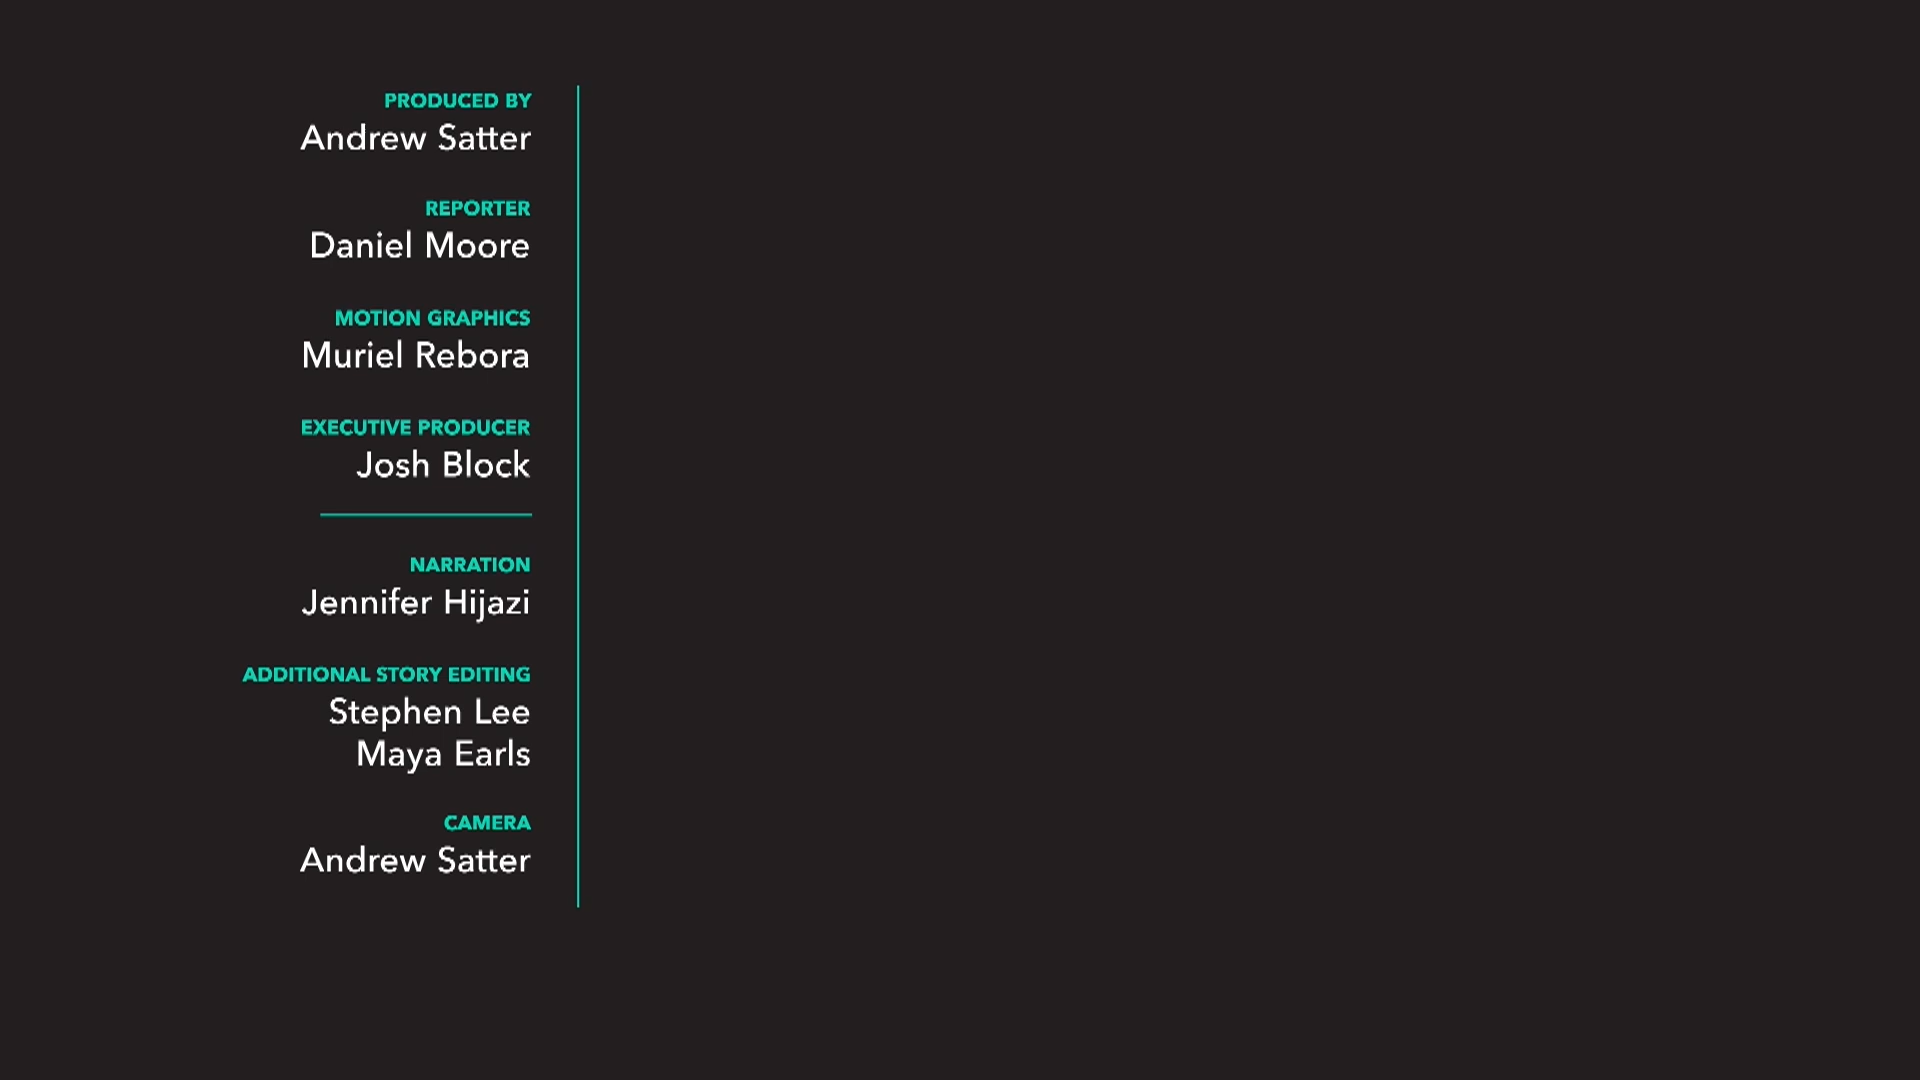 PRODUCED BY
Andrew Satter
REPORTER
Daniel Moore
MOTION GRAPHICS
Muriel Rebora
EXECUTIVE PRODUCER
Josh Block
NARRATION
Jennifer Hijazi
ADDITIONAL STORY EDITING
Stephen Lee
Maya Earls
CAMERA
Andrew Satter